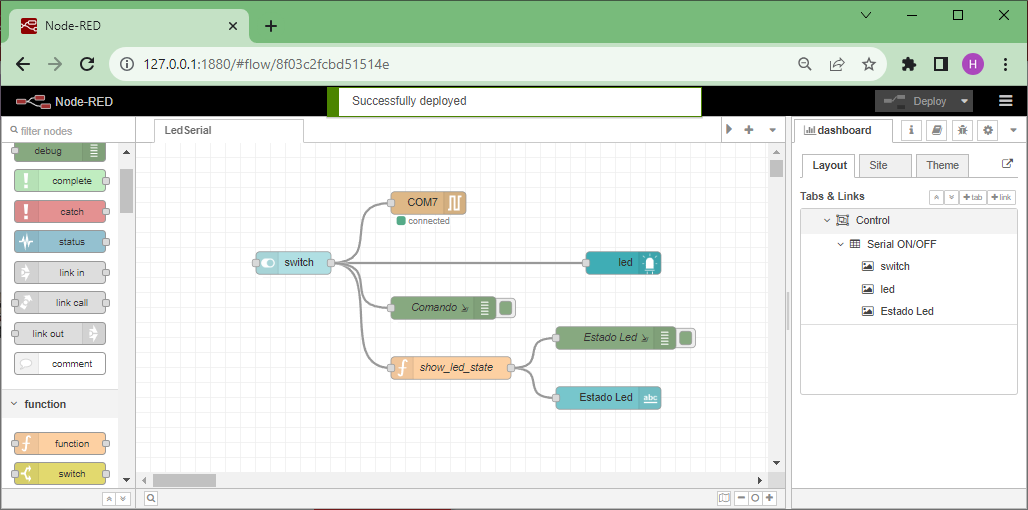 Node-RED
127.0.0.1:1880/#flow/8f03c2fcbd51514e
H
Node-RED
Successfully deployed
Deploy
filter nodes
debug
complete
catch
status
link in
link call
link out
comment
function
function
switch
LedSerial
COM7
connected
switch
led
Comando
Estado Led
show_led_state
Estado Led
abc
dashboard
i
Layout
Site
Theme
Tabs & Links
+tab
+link
Control
Serial ON/OFF
switch
led
Estado Led